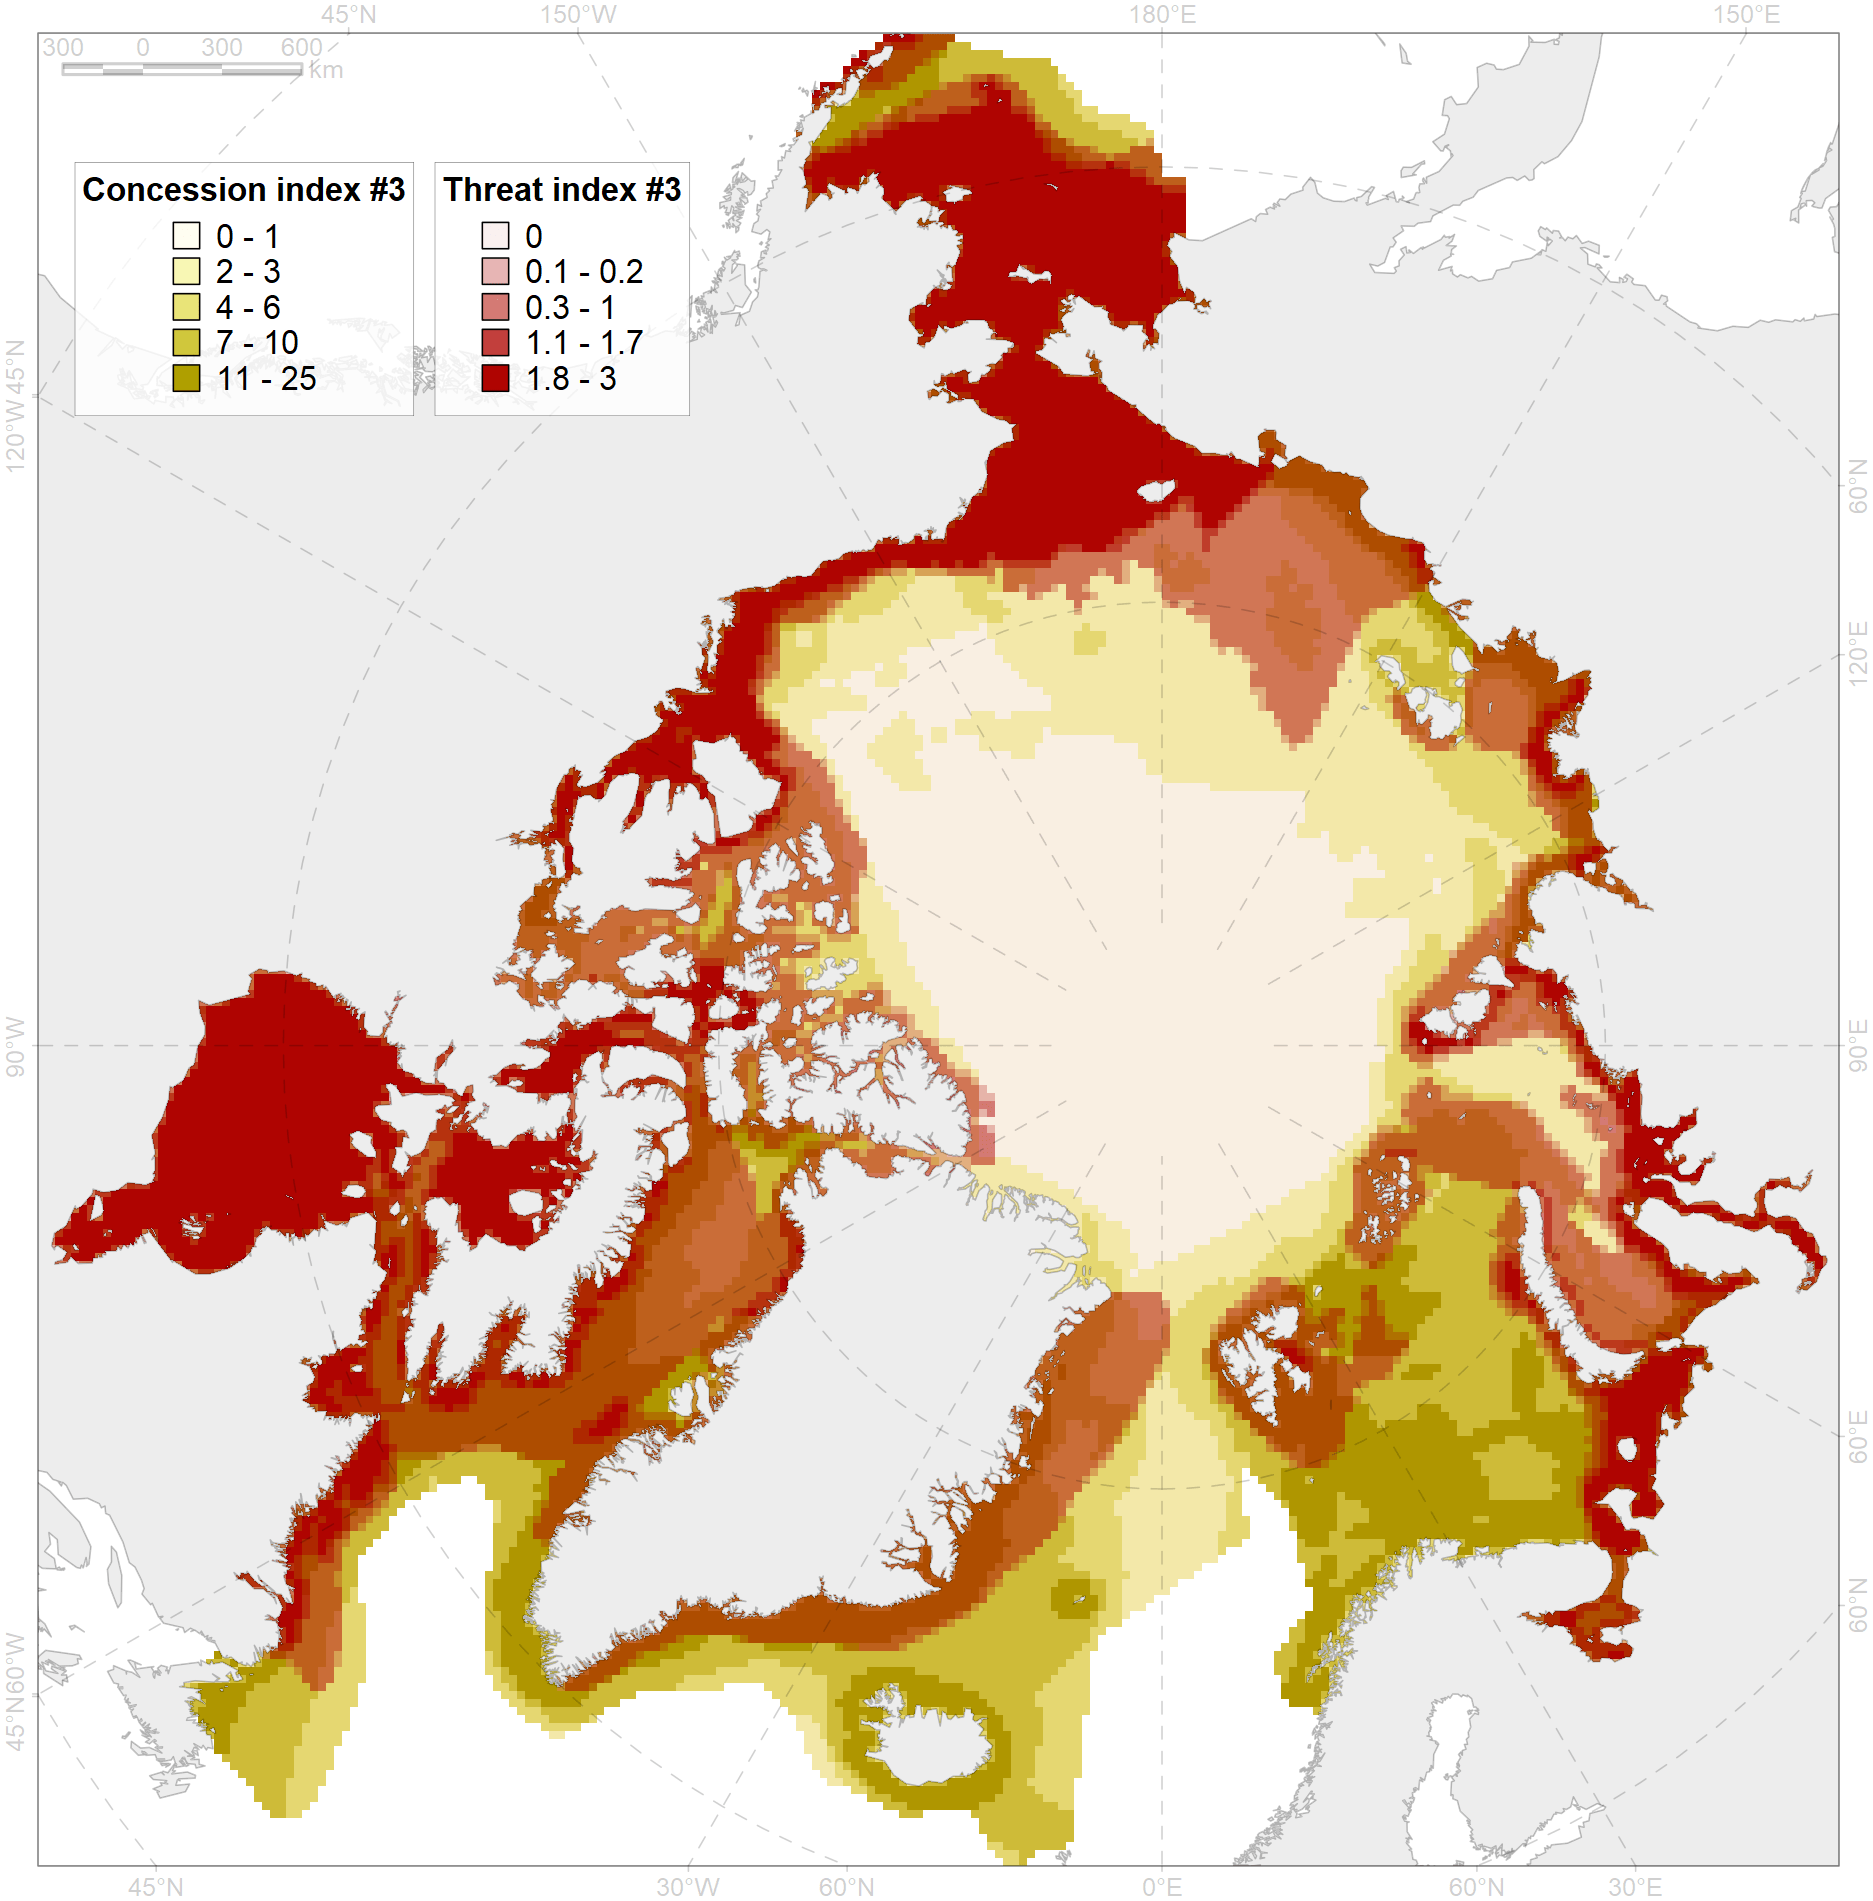 45°N 150°W 180°E 150°E
300 0 300 600 km
Concession index #3
0 - 1
2 - 3
4 - 6
7 - 10
11 - 25
Threat index #3
0
0.1 - 0.2
0.3 - 1
1.1 - 1.7
1.8 - 3
45°N
120°W
90°W
60°W
45°N
60°N
120°E
90°E
60°E
60°N
45°N 30°W 60°N 0°E 60°N 30°E